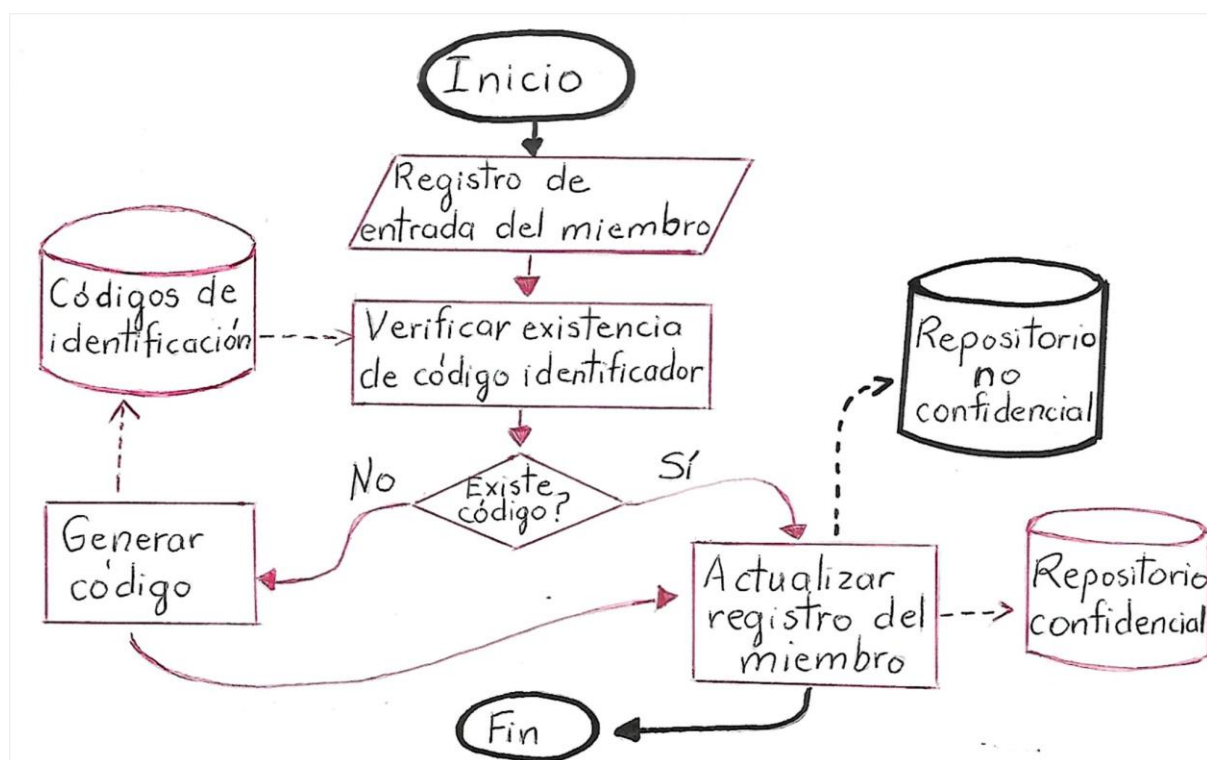 Inicio
Registro de
entrada del miembro
Códigos de
identificación
Verificar existencia
de código identificador
Repositorio
no
confidencial
No
Existe
código?
Sí
Generar
código
Actualizar
registro del
miembro
Repositorio
confidencial
Fin